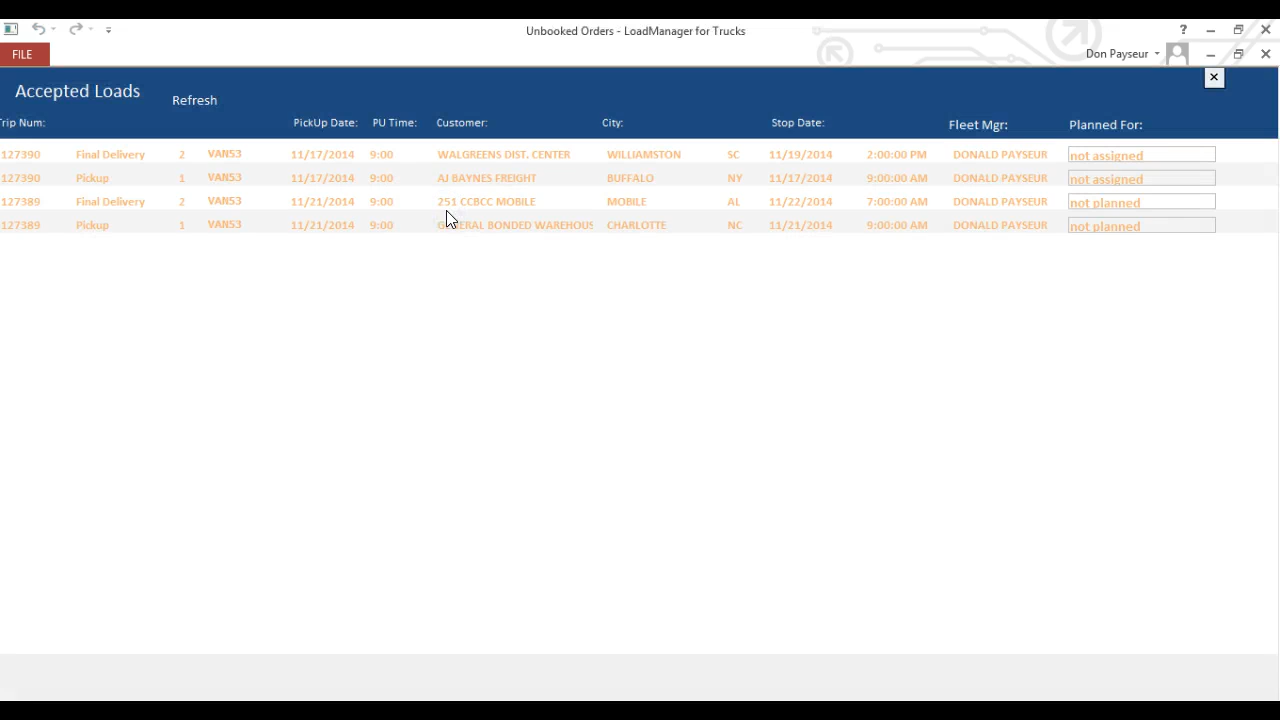 ? 
Unbooked Orders - LoadManager for Trucks
FILE
Don Payseur
Accepted Loads
Refresh
Trip Num: PickUp Date: PU Time: Customer: City: Stop Date: Fleet Mgr: Planned For:
127390 Final Delivery 2 VAN53 11/17/2014 9:00 WALGREENS DIST. CENTER WILLIAMSTON SC 11/19/2014 2:00:00 PM DONALD PAYSEUR not assigned
127390 Pickup 1 VAN53 11/17/2014 9:00 AJ BAYNES FREIGHT BUFFALO NY 11/17/2014 9:00:00 AM DONALD PAYSEUR not assigned
127389 Final Delivery 2 VAN53 11/21/2014 9:00 251 CCBCC MOBILE MOBILE AL 11/22/2014 7:00:00 AM DONALD PAYSEUR not planned
127389 Pickup 1 VAN53 11/21/2014 9:00 GENERAL BONDED WAREHOUS CHARLOTTE NC 11/21/2014 9:00:00 AM DONALD PAYSEUR not planned